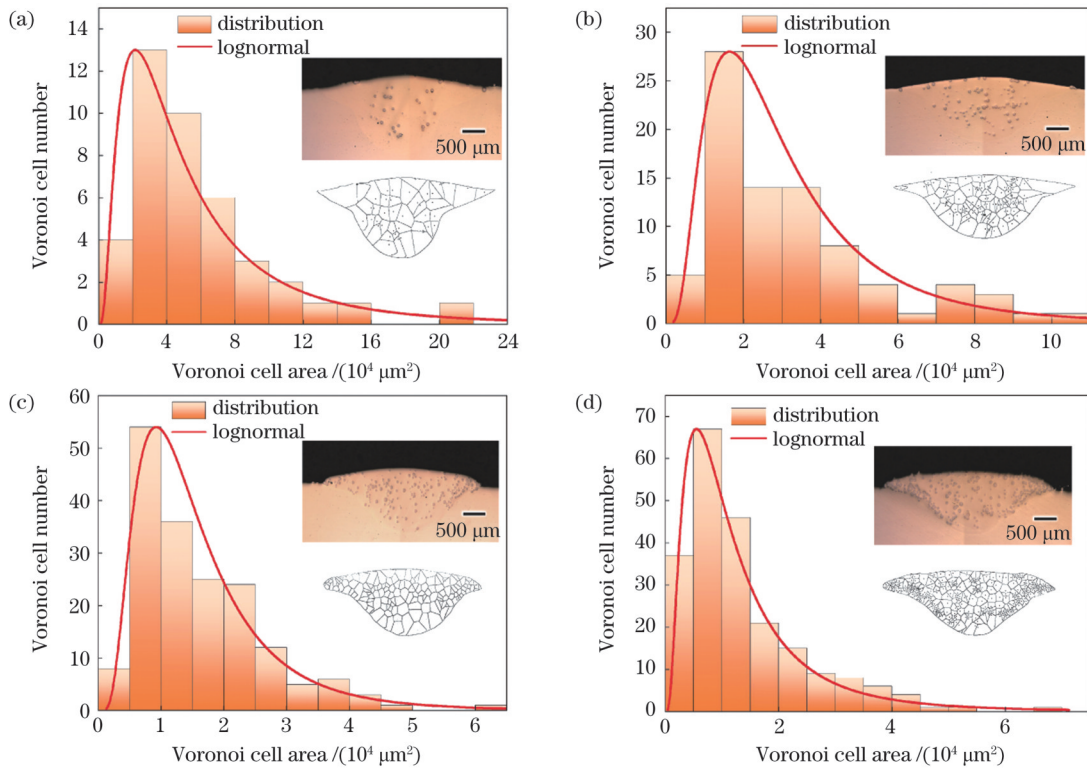 (a)
distribution
lognormal
500 μm
Voronoi cell number
14
12
10
8
6
4
2
0
0 4 8 12 16 20 24
Voronoi cell area /(10⁴ μm²)
(b)
distribution
lognormal
500 μm
Voronoi cell number
30
25
20
15
10
5
0
0 2 4 6 8 10
Voronoi cell area /(10⁴ μm²)
(c)
distribution
lognormal
500 μm
Voronoi cell number
60
50
40
30
20
10
0
0 1 2 3 4 5 6
Voronoi cell area /(10⁴ μm²)
(d)
distribution
lognormal
500 μm
Voronoi cell number
70
60
50
40
30
20
10
0
0 2 4 6
Voronoi cell area /(10⁴ μm²)